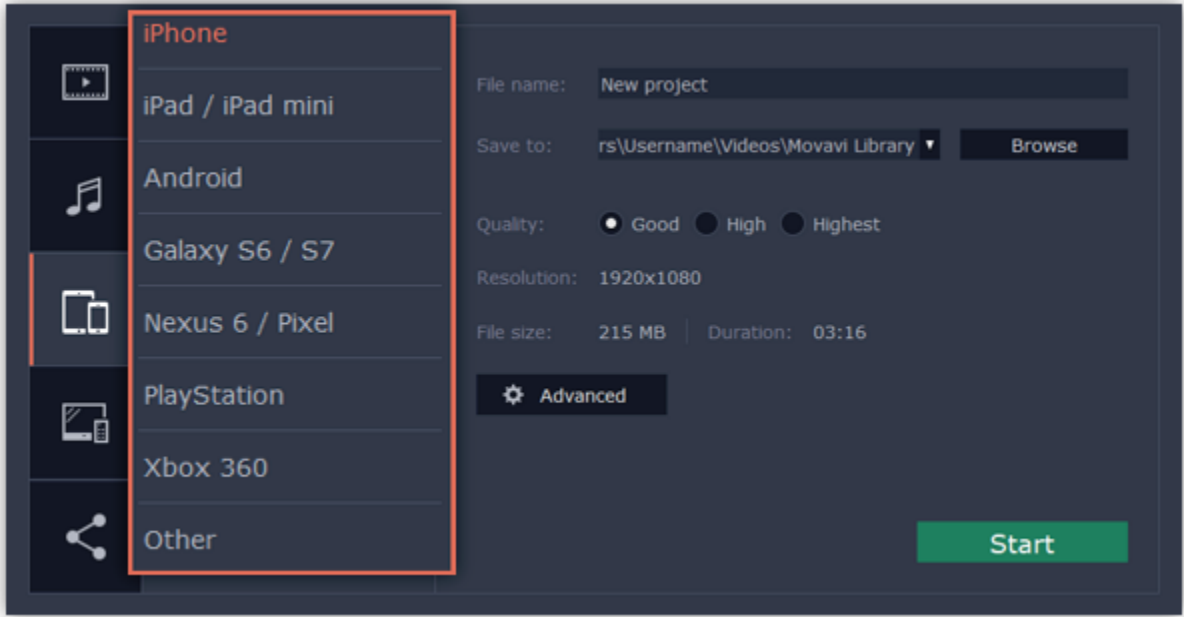 iPhone
iPad / iPad mini
Android
Galaxy S6 / S7
Nexus 6 / Pixel
PlayStation
Xbox 360
Other
File name: New project
Save to: rs\Username\Videos\Movavi Library Browse
Quality: Good High Highest
Resolution: 1920x1080
File size: 215 MB Duration: 03:16
Advanced
Start